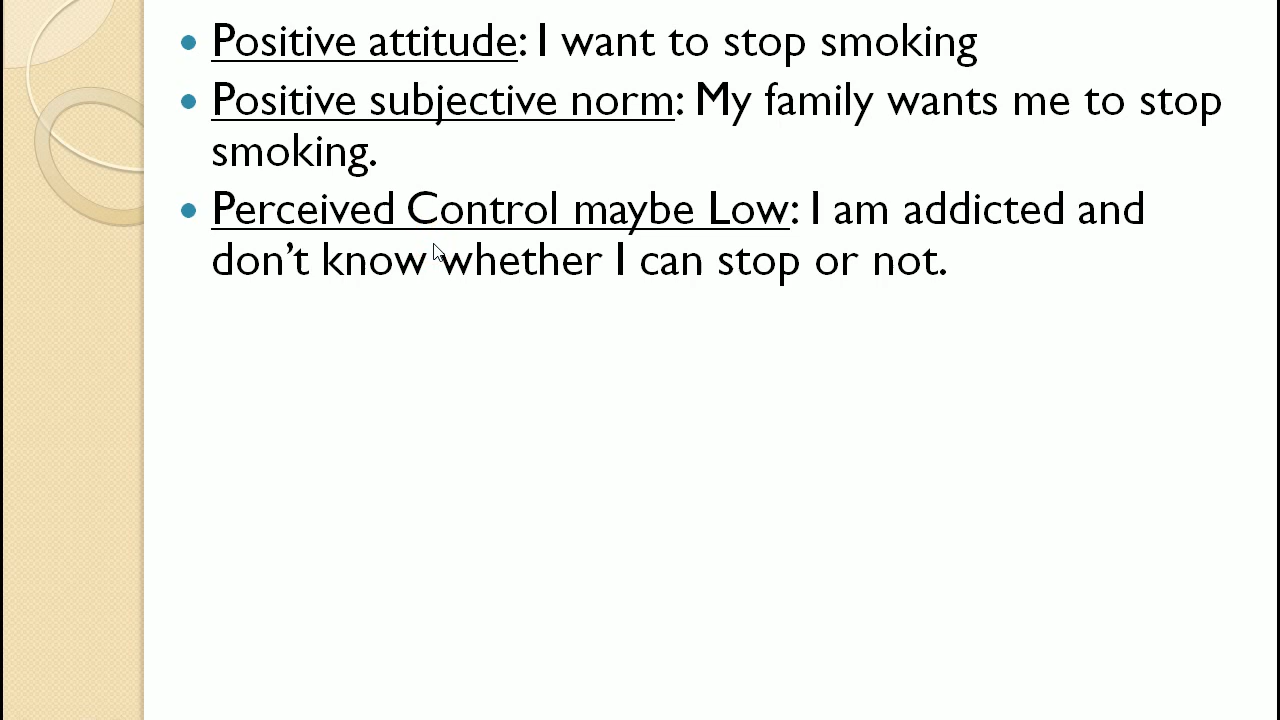 Positive attitude: I want to stop smoking
Positive subjective norm: My family wants me to stop
smoking.
Perceived Control maybe Low: I am addicted and
don’t know whether I can stop or not.